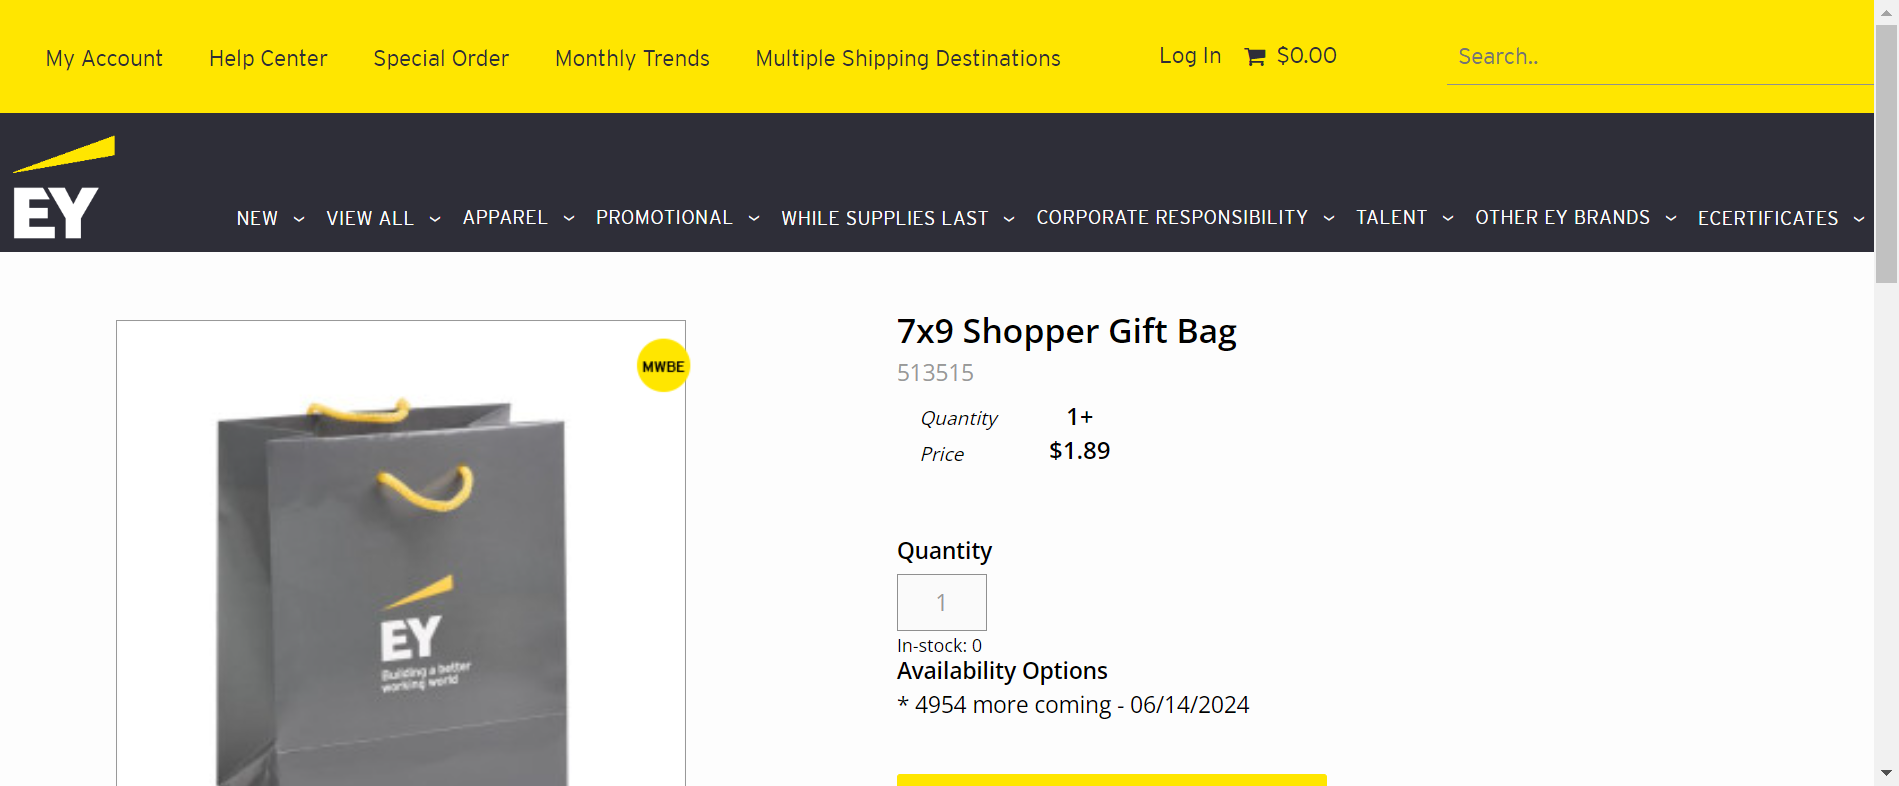 My Account Help Center Special Order Monthly Trends Multiple Shipping Destinations Log In $0.00 Search..
EY
NEW VIEW ALL APPAREL PROMOTIONAL WHILE SUPPLIES LAST CORPORATE RESPONSIBILITY TALENT OTHER EY BRANDS ECERTIFICATES
MWBE
EY
Building a better
working world
7x9 Shopper Gift Bag
513515
Quantity 1+
Price $1.89
Quantity
1
In-stock: 0
Availability Options
* 4954 more coming - 06/14/2024